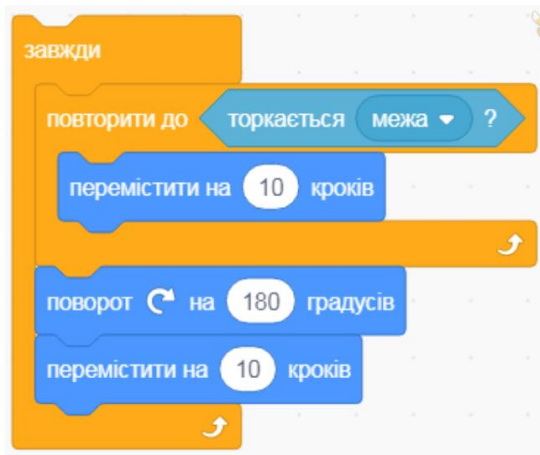 завжди
повторити до торкається межа ?
перемістити на 10 кроків
поворот на 180 градусів
перемістити на 10 кроків